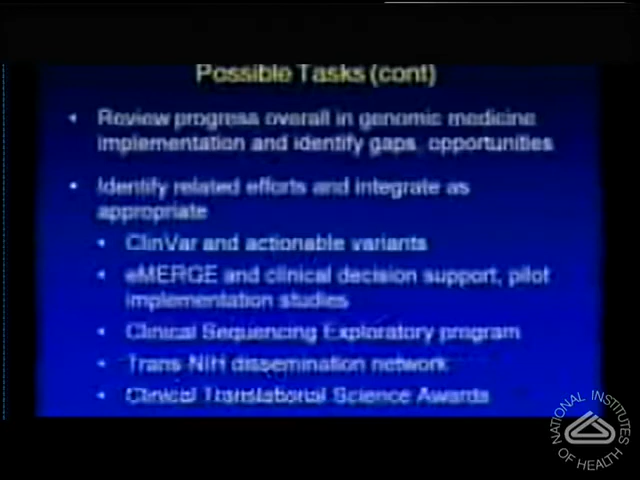 Possible Tasks (cont)
• Review progress overall in genomic medicine
implementation and identify gaps, opportunities
• Identify related efforts and integrate as
appropriate
• ClinVar and actionable variants
• eMERGE and clinical decision support, pilot
implementation studies
• Clinical Sequencing Exploratory program
• Trans-NIH dissemination network
• Clinical Translational Science Awards
NATIONAL INSTITUTES
OF HEALTH